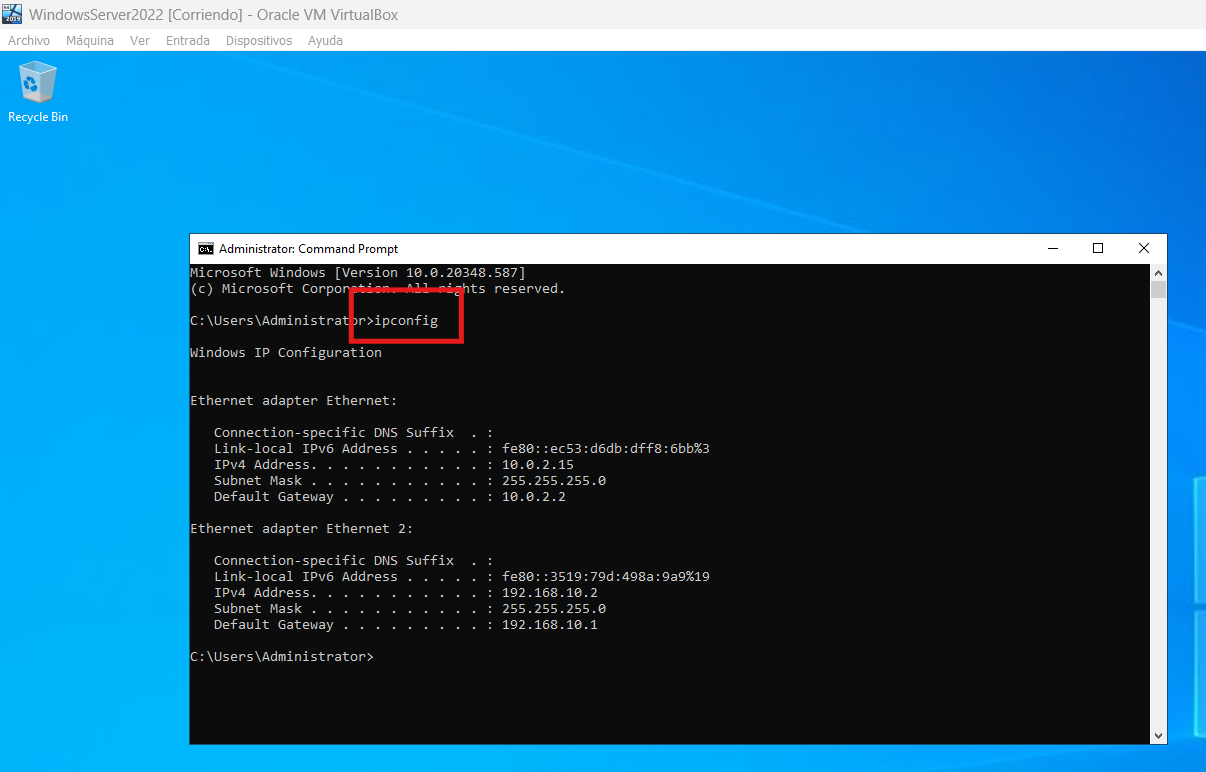 WindowsServer2022 [Corriendo] - Oracle VM VirtualBox
Archivo Máquina Ver Entrada Dispositivos Ayuda
Recycle Bin
Administrator: Command Prompt
Microsoft Windows [Version 10.0.20348.587]
(c) Microsoft Corporation. All rights reserved.
C:\Users\Administrator>ipconfig
Windows IP Configuration
Ethernet adapter Ethernet:
Connection-specific DNS Suffix . :
Link-local IPv6 Address . . . . . : fe80::ec53:d6db:dff8:6bb%3
IPv4 Address. . . . . . . . . . . : 10.0.2.15
Subnet Mask . . . . . . . . . . . : 255.255.255.0
Default Gateway . . . . . . . . . : 10.0.2.2
Ethernet adapter Ethernet 2:
Connection-specific DNS Suffix . :
Link-local IPv6 Address . . . . . : fe80::3519:79d:498a:9a9%19
IPv4 Address. . . . . . . . . . . : 192.168.10.2
Subnet Mask . . . . . . . . . . . : 255.255.255.0
Default Gateway . . . . . . . . . : 192.168.10.1
C:\Users\Administrator>